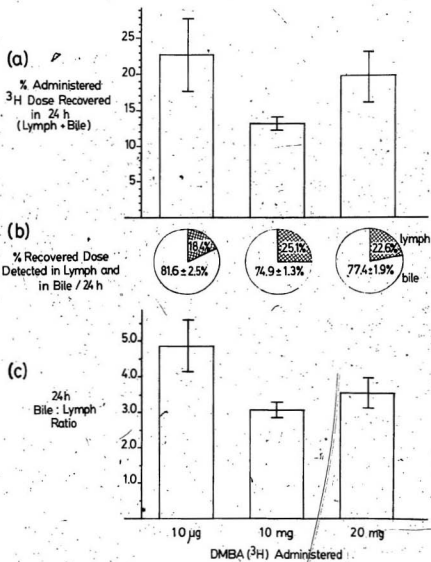 (a)
% Administered
³H Dose Recovered
in 24 h
(Lymph + Bile)
25
20
15
10
5
(b)
% Recovered Dose
Detected in Lymph and
in Bile / 24 h
18.4%
81.6 ± 2.5%
25.1%
74.9 ± 1.3%
22.6%
77.4 ± 1.9%
lymph
bile
(c)
24h
Bile : Lymph
Ratio
5.0
4.0
3.0
2.0
1.0
10 µg
10 mg
20 mg
DMBA (³H) Administered